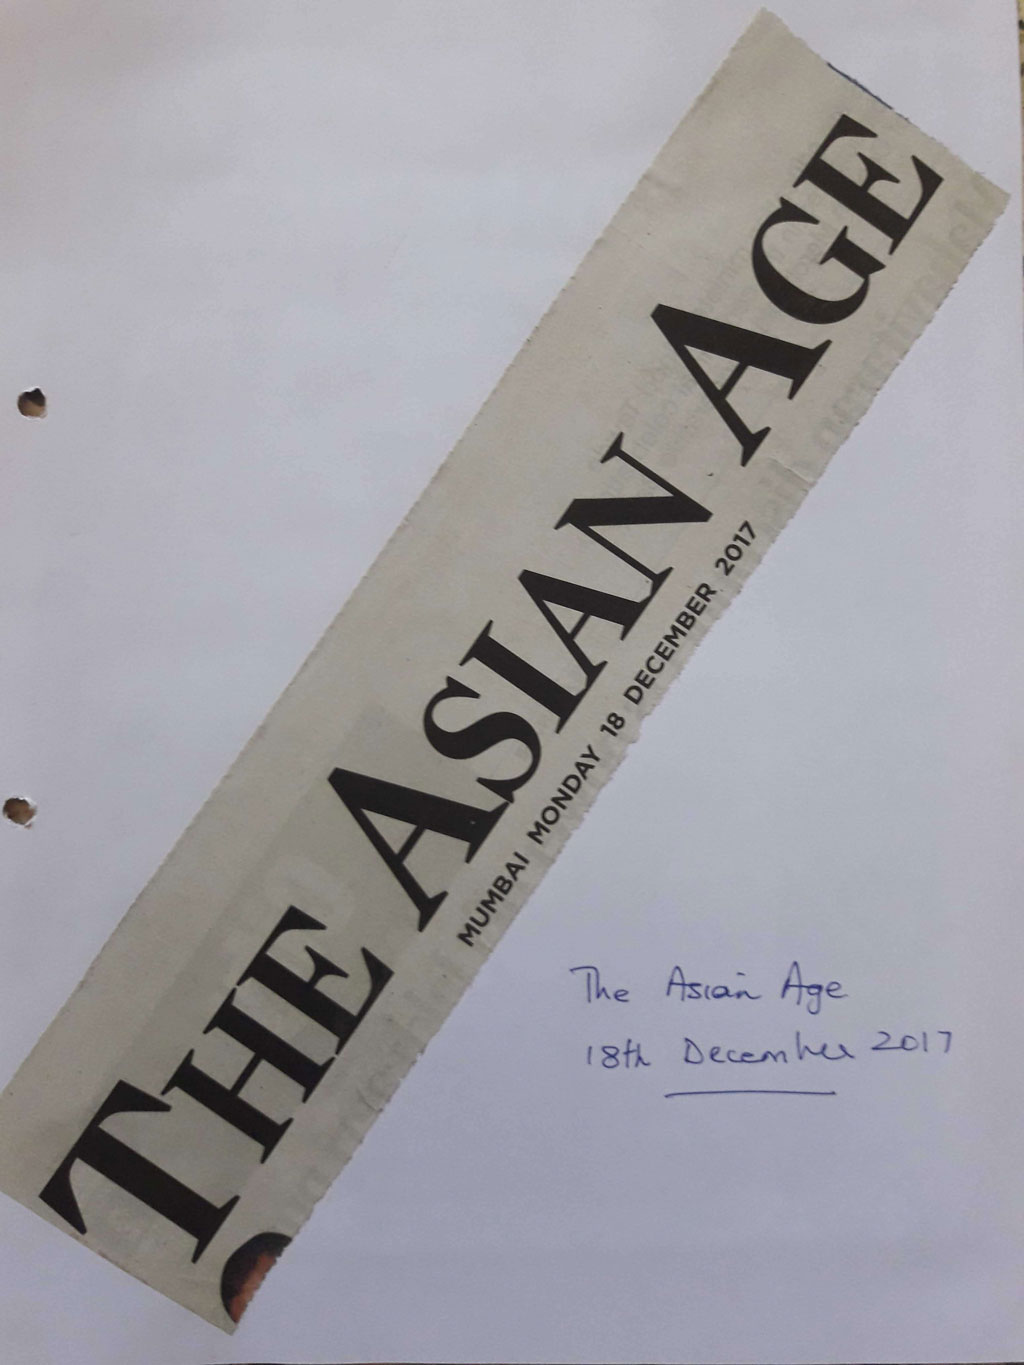 THE ASIAN AGE
MUMBAI MONDAY 18 DECEMBER 2017
The Asian Age
18th December 2017